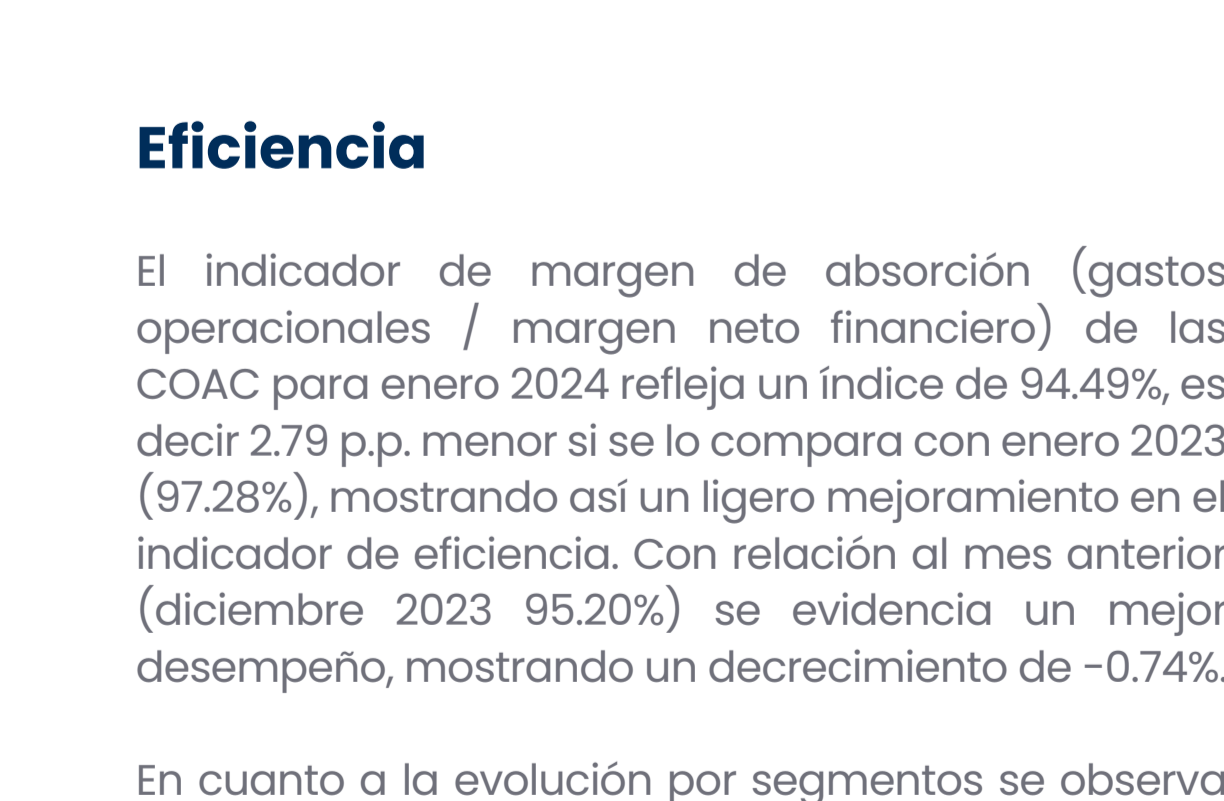 Eficiencia
El indicador de margen de absorción (gastos
operacionales / margen neto financiero) de las
COAC para enero 2024 refleja un índice de 94.49%, es
decir 2.79 p.p. menor si se lo compara con enero 2023
(97.28%), mostrando así un ligero mejoramiento en el
indicador de eficiencia. Con relación al mes anterior
(diciembre 2023 95.20%) se evidencia un mejor
desempeño, mostrando un decrecimiento de -0.74%.
En cuanto a la evolución por segmentos se observa